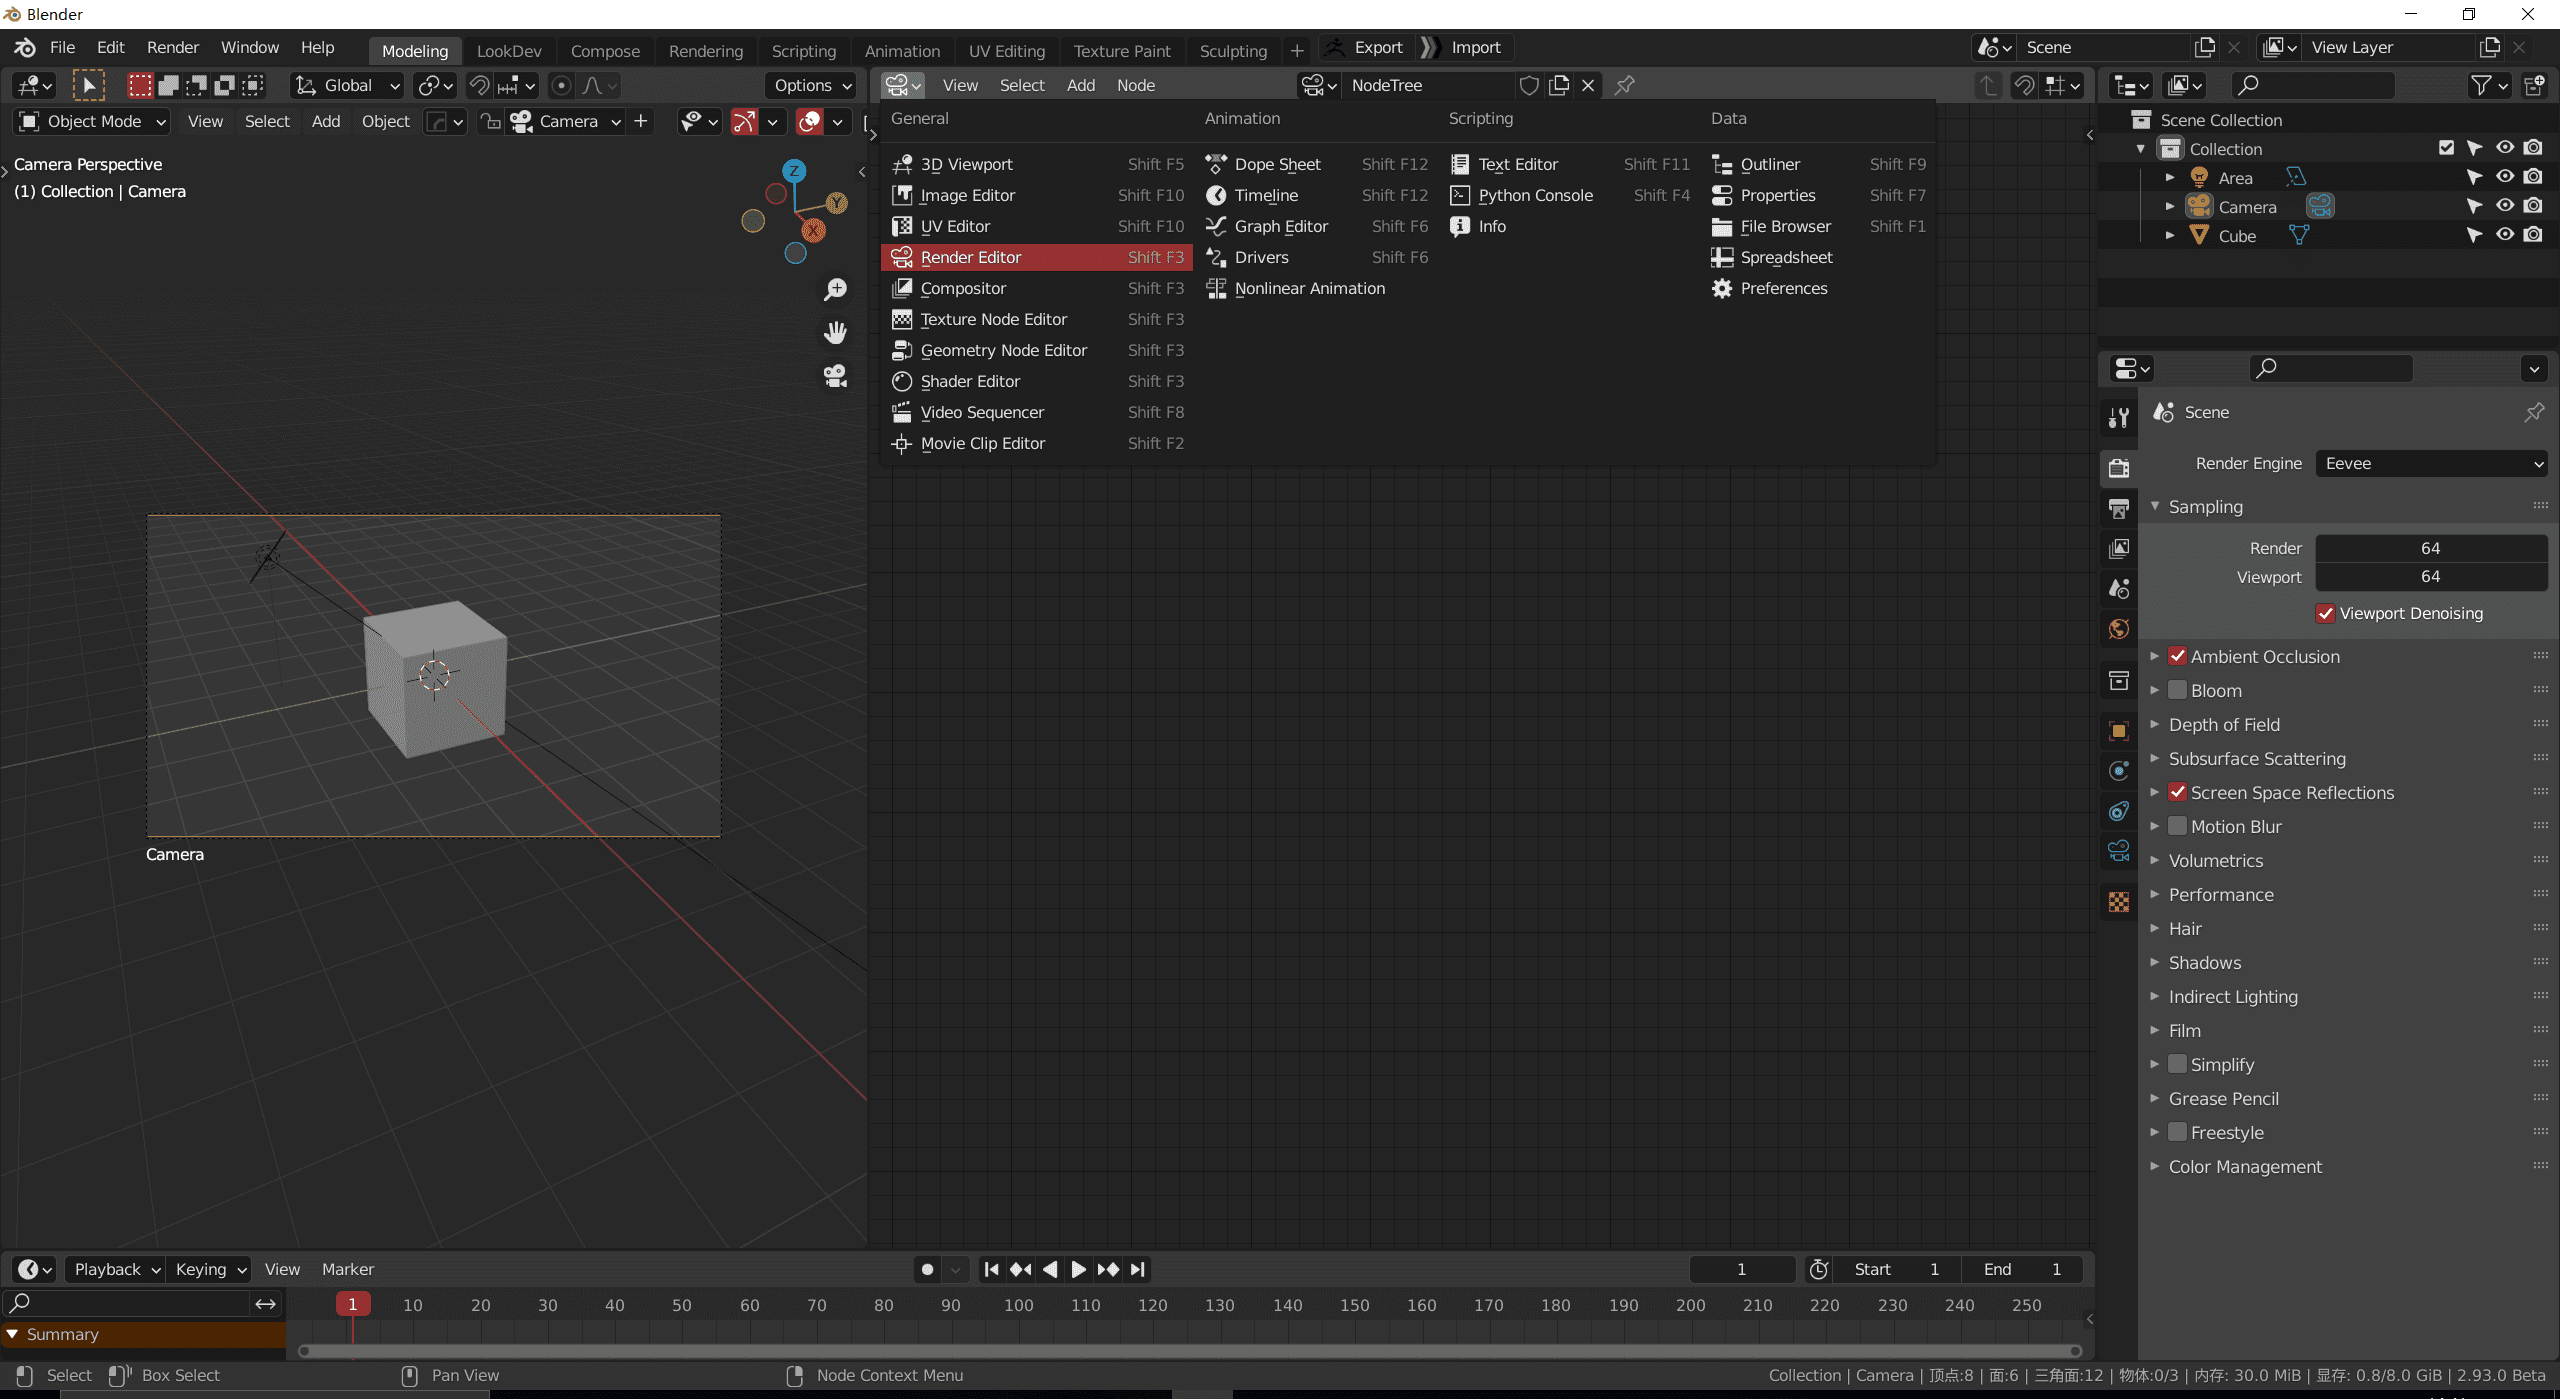 Blender
File Edit Render Window Help Modeling LookDev Compose Rendering Scripting Animation UV Editing Texture Paint Sculpting + Export Import Scene View Layer
Global Options View Select Add Node NodeTree
Object Mode View Select Add Object Camera
Camera Perspective
(1) Collection | Camera
Z
Y
X
Camera
General Animation Scripting Data
3D Viewport Shift F5 Dope Sheet Shift F12 Text Editor Shift F11 Outliner Shift F9
Image Editor Shift F10 Timeline Shift F12 Python Console Shift F4 Properties Shift F7
UV Editor Shift F10 Graph Editor Shift F6 Info File Browser Shift F1
Render Editor Shift F3 Drivers Shift F6 Spreadsheet
Compositor Shift F3 Nonlinear Animation Preferences
Texture Node Editor Shift F3
Geometry Node Editor Shift F3
Shader Editor Shift F3
Video Sequencer Shift F8
Movie Clip Editor Shift F2
Scene Collection
Collection
Area
Camera
Cube
Scene
Render Engine Eevee
Sampling
Render 64
Viewport 64
Viewport Denoising
Ambient Occlusion
Bloom
Depth of Field
Subsurface Scattering
Screen Space Reflections
Motion Blur
Volumetrics
Performance
Hair
Shadows
Indirect Lighting
Film
Simplify
Grease Pencil
Freestyle
Color Management
Playback Keying View Marker 1 Start 1 End 1
1 10 20 30 40 50 60 70 80 90 100 110 120 130 140 150 160 170 180 190 200 210 220 230 240 250
Summary
Select Box Select Pan View Node Context Menu Collection | Camera | 顶点:8 | 面:6 | 三角面:12 | 物体:0/3 | 内存: 30.0 MiB | 显存: 0.8/8.0 GiB | 2.93.0 Beta